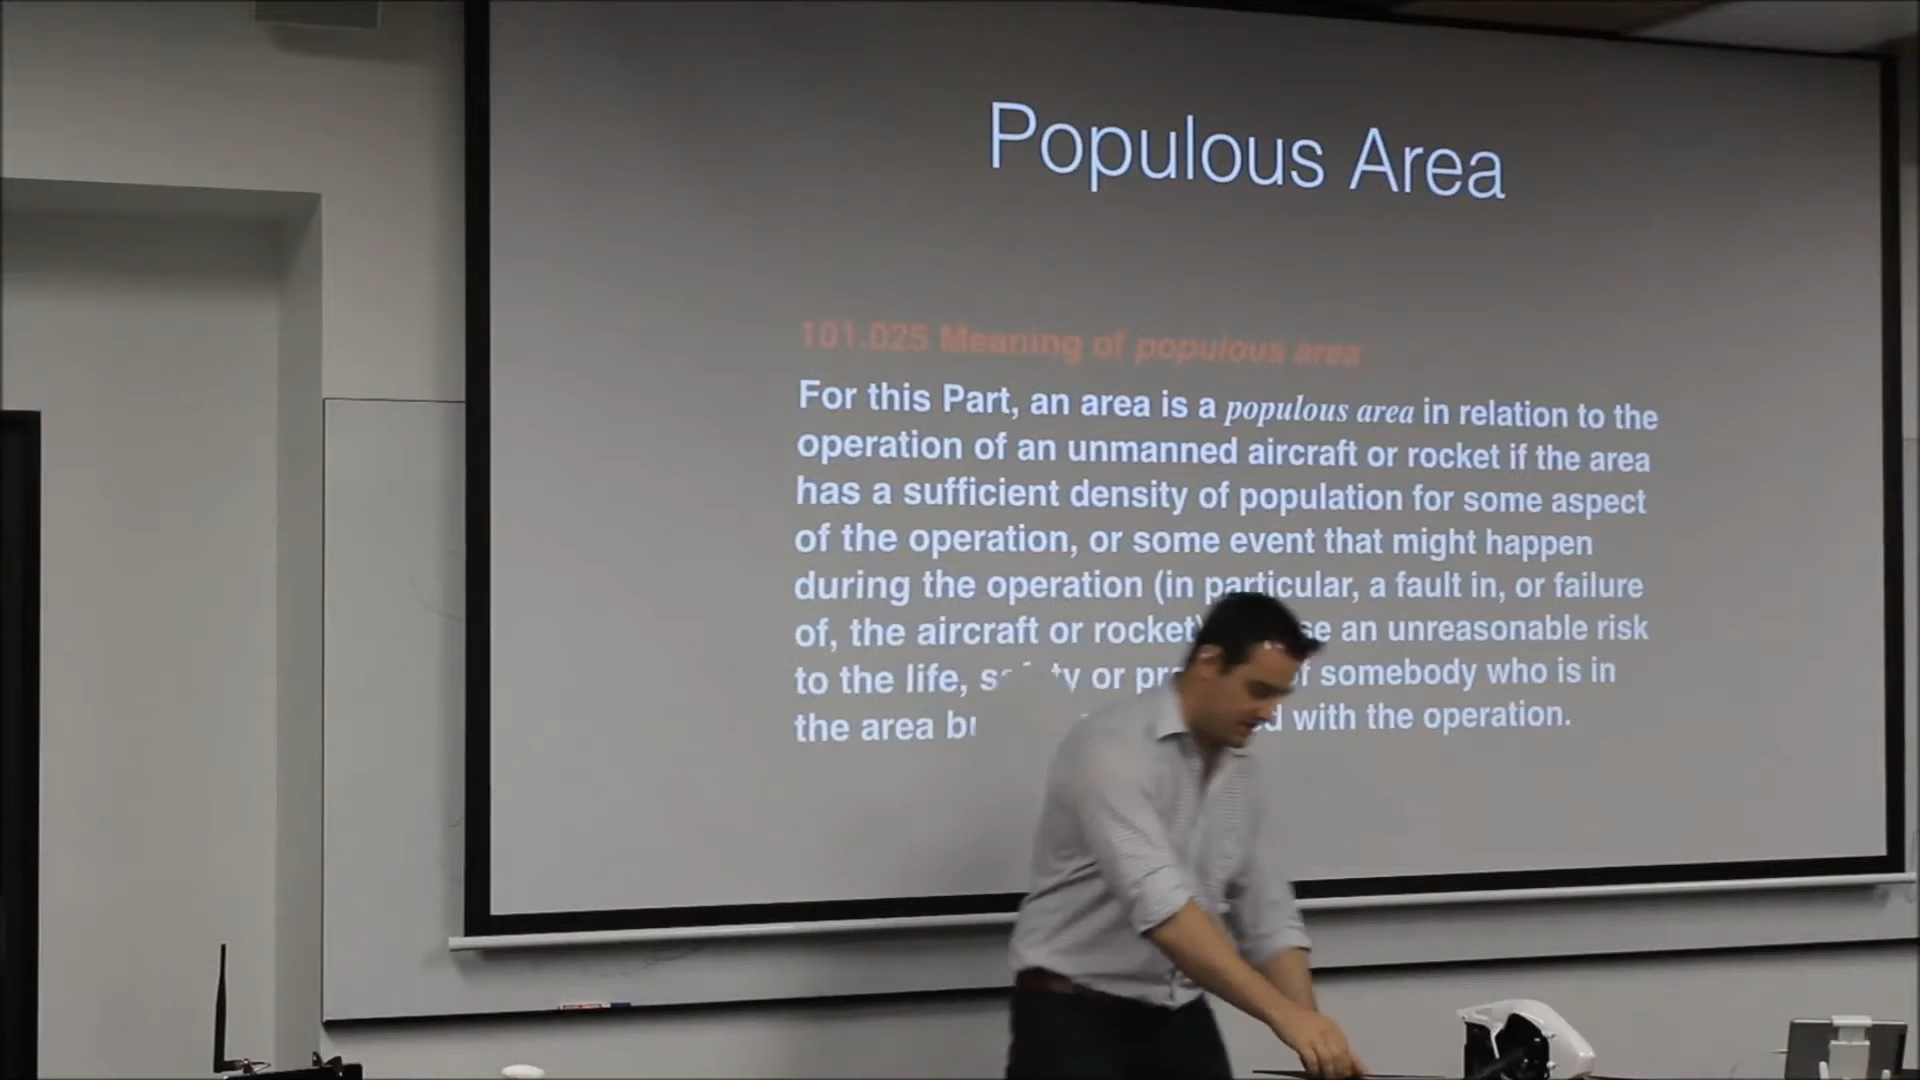 Populous Area
101.025 Meaning of populous area
For this Part, an area is a populous area in relation to the
operation of an unmanned aircraft or rocket if the area
has a sufficient density of population for some aspect
of the operation, or some event that might happen
during the operation (in particular, a fault in, or failure
of, the aircraft or rocket) an unreasonable risk
to the life, or somebody who is in
the area with the operation.